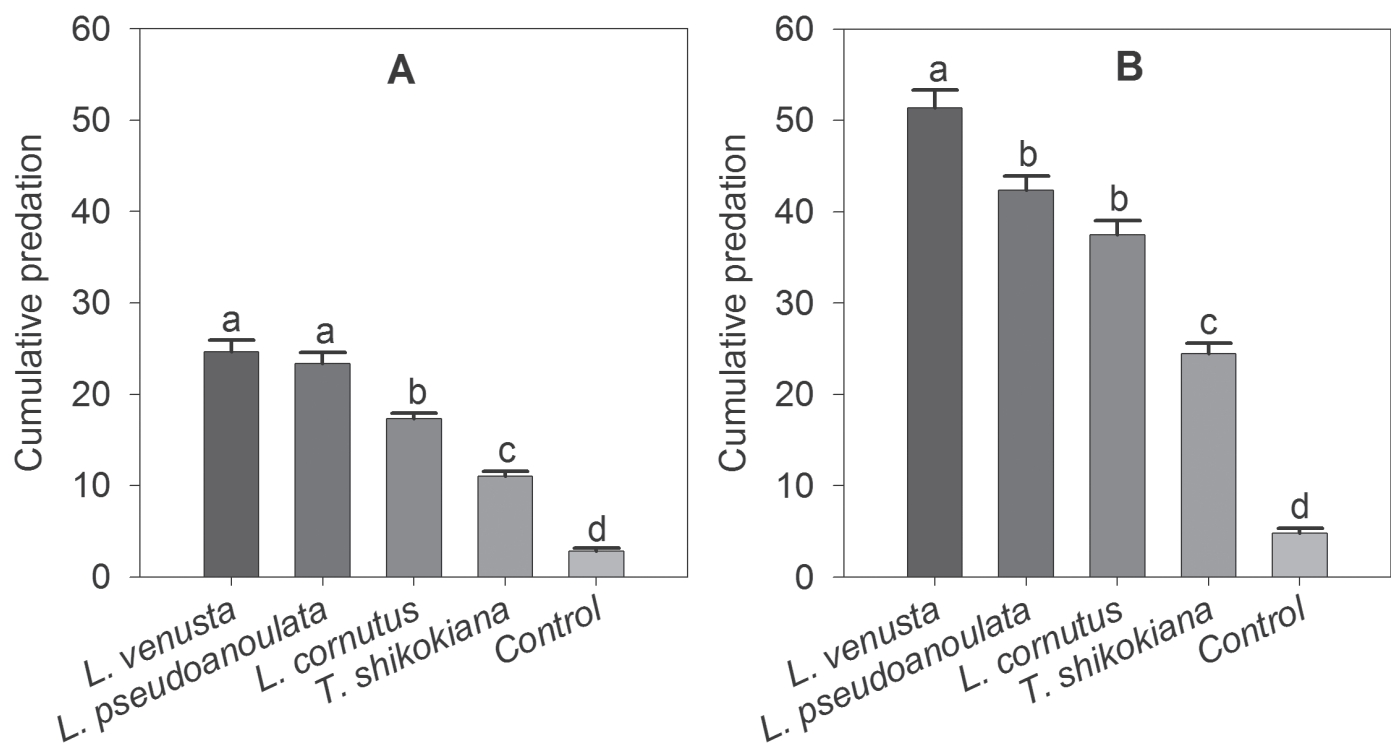 A
Cumulative predation
60
50
40
30
20
10
0
a
a
b
c
d
L. venusta
L. pseudoanoulata
L. cornutus
T. shikokiana
Control
B
Cumulative predation
60
50
40
30
20
10
0
a
b
b
c
d
L. venusta
L. pseudoanoulata
L. cornutus
T. shikokiana
Control